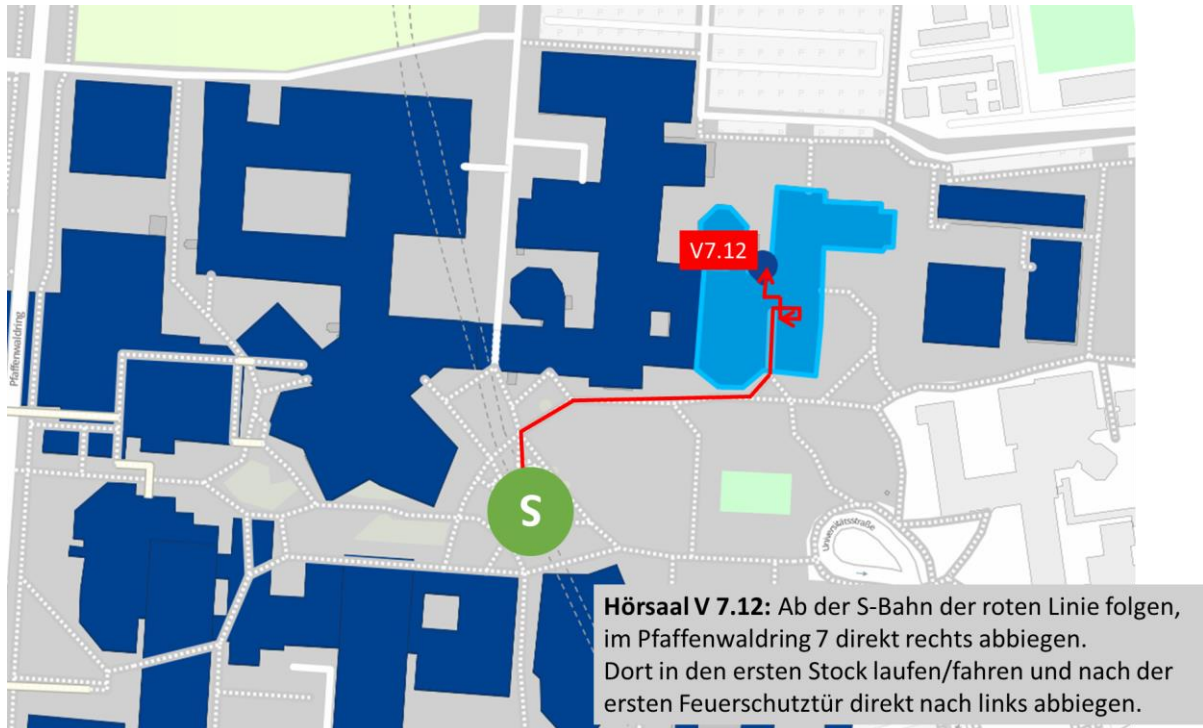 V7.12
Pfaffenwaldring
S
Universitätsstraße
Hörsaal V 7.12: Ab der S-Bahn der roten Linie folgen,
im Pfaffenwaldring 7 direkt rechts abbiegen.
Dort in den ersten Stock laufen/fahren und nach der
ersten Feuerschutztür direkt nach links abbiegen.